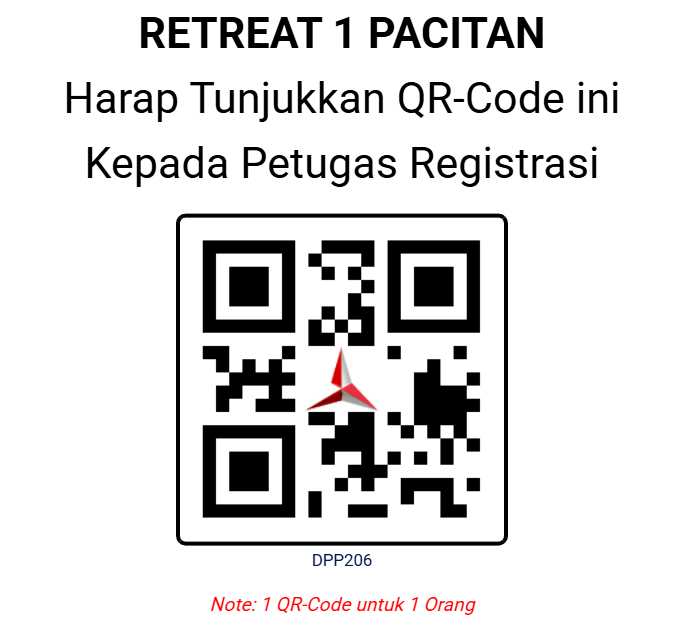 RETREAT 1 PACITAN
Harap Tunjukkan QR-Code ini
Kepada Petugas Registrasi
DPP206
Note: 1 QR-Code untuk 1 Orang